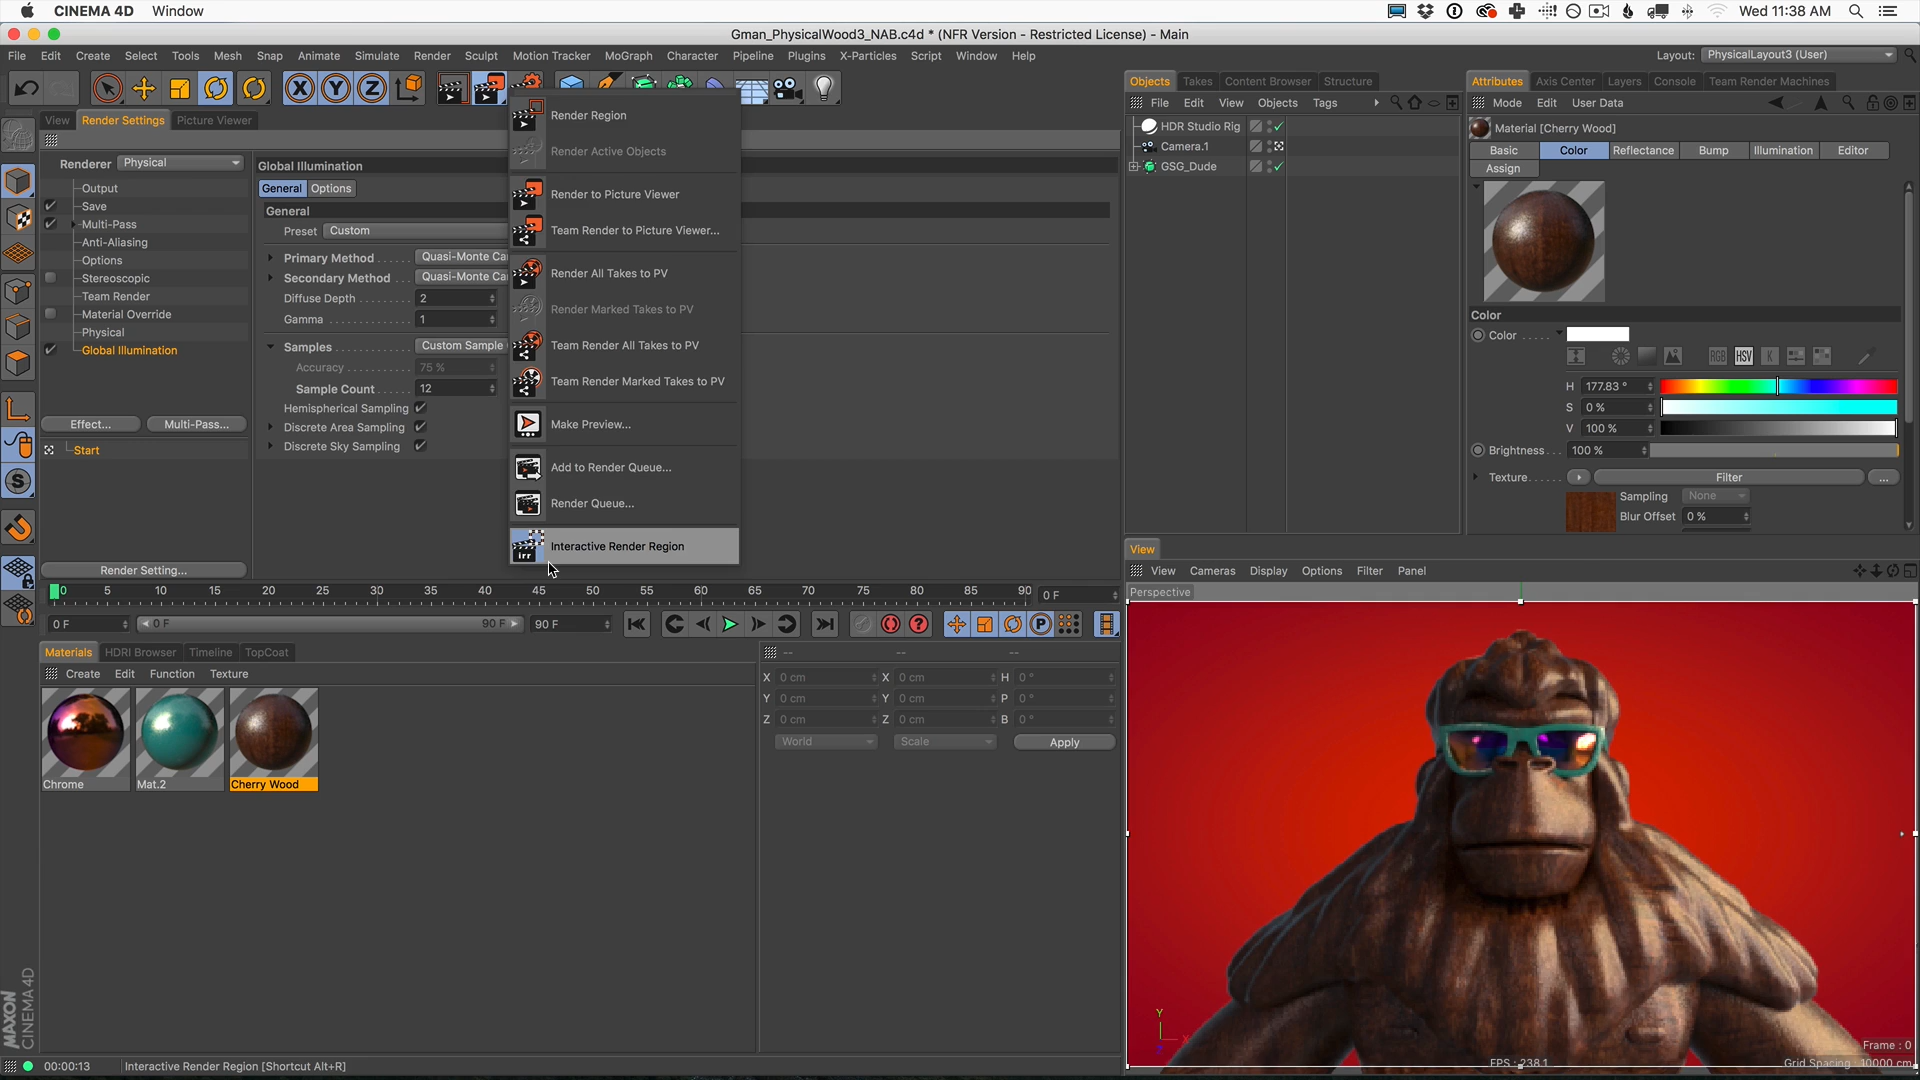 CINEMA 4D Window
Wed 11:38 AM
Gman_PhysicalWood3_NAB.c4d * (NFR Version - Restricted License) - Main
File Edit Create Select Tools Mesh Snap Animate Simulate Render Sculpt Motion Tracker MoGraph Character Pipeline Plugins X-Particles Script Window Help
Layout: PhysicalLayout3 (User)
X Y Z
View Render Settings Picture Viewer
Renderer Physical
Output
Save
Multi-Pass
Anti-Aliasing
Options
Stereoscopic
Team Render
Material Override
Physical
Global Illumination
Effect... Multi-Pass...
Start
Render Setting...
Global Illumination
General Options
General
Preset Custom
Primary Method Quasi-Monte
Secondary Method Quasi-Monte
Diffuse Depth 2
Gamma 1
Samples Custom Sample
Accuracy 75 %
Sample Count 12
Hemispherical Sampling
Discrete Area Sampling
Discrete Sky Sampling
Render Region
Render Active Objects
Render to Picture Viewer
Team Render to Picture Viewer...
Render All Takes to PV
Render Marked Takes to PV
Team Render All Takes to PV
Team Render Marked Takes to PV
Make Preview...
Add to Render Queue...
Render Queue...
irr Interactive Render Region
Objects Takes Content Browser Structure
File Edit View Objects Tags
HDR Studio Rig
Camera.1
GSG_Dude
Attributes Axis Center Layers Console Team Render Machines
Mode Edit User Data
Material [Cherry Wood]
Basic Color Reflectance Bump Illumination Editor
Assign
Color
Color
RGB HSV K
H 177.83 °
S 0 %
V 100 %
Brightness 100 %
Texture Filter ...
Sampling None
Blur Offset 0 %
0 5 10 15 20 25 30 35 40 45 50 55 60 65 70 75 80 85 90 0 F
0 F 0 F 90 F 90 F
P
Materials HDRI Browser Timeline TopCoat
Create Edit Function Texture
Chrome Mat.2 Cherry Wood
-- -- --
X 0 cm X 0 cm H 0 °
Y 0 cm Y 0 cm P 0 °
Z 0 cm Z 0 cm B 0 °
World Scale Apply
View
View Cameras Display Options Filter Panel
Perspective
Y
X
Frame : 0
FPS : 238.1
Grid Spacing : 10000 cm
MAXON
CINEMA 4D
00:00:13 Interactive Render Region [Shortcut Alt+R]